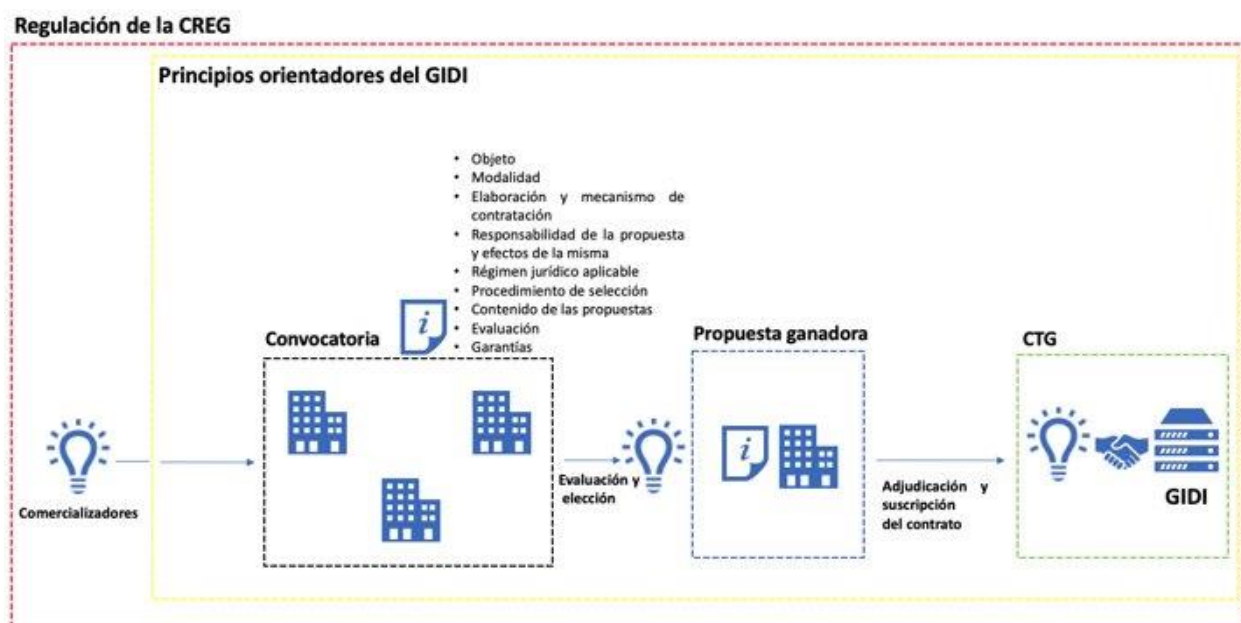 Regulación de la CREG
Principios orientadores del GIDI
• Objeto
• Modalidad
• Elaboración y mecanismo de
contratación
• Responsabilidad de la propuesta
y efectos de la misma
• Régimen jurídico aplicable
• Procedimiento de selección
• Contenido de las propuestas
• Evaluación
• Garantías
i
Convocatoria
Propuesta ganadora
CTG
i
Comercializadores
Evaluación y
elección
Adjudicación y
suscripción
del contrato
GIDI